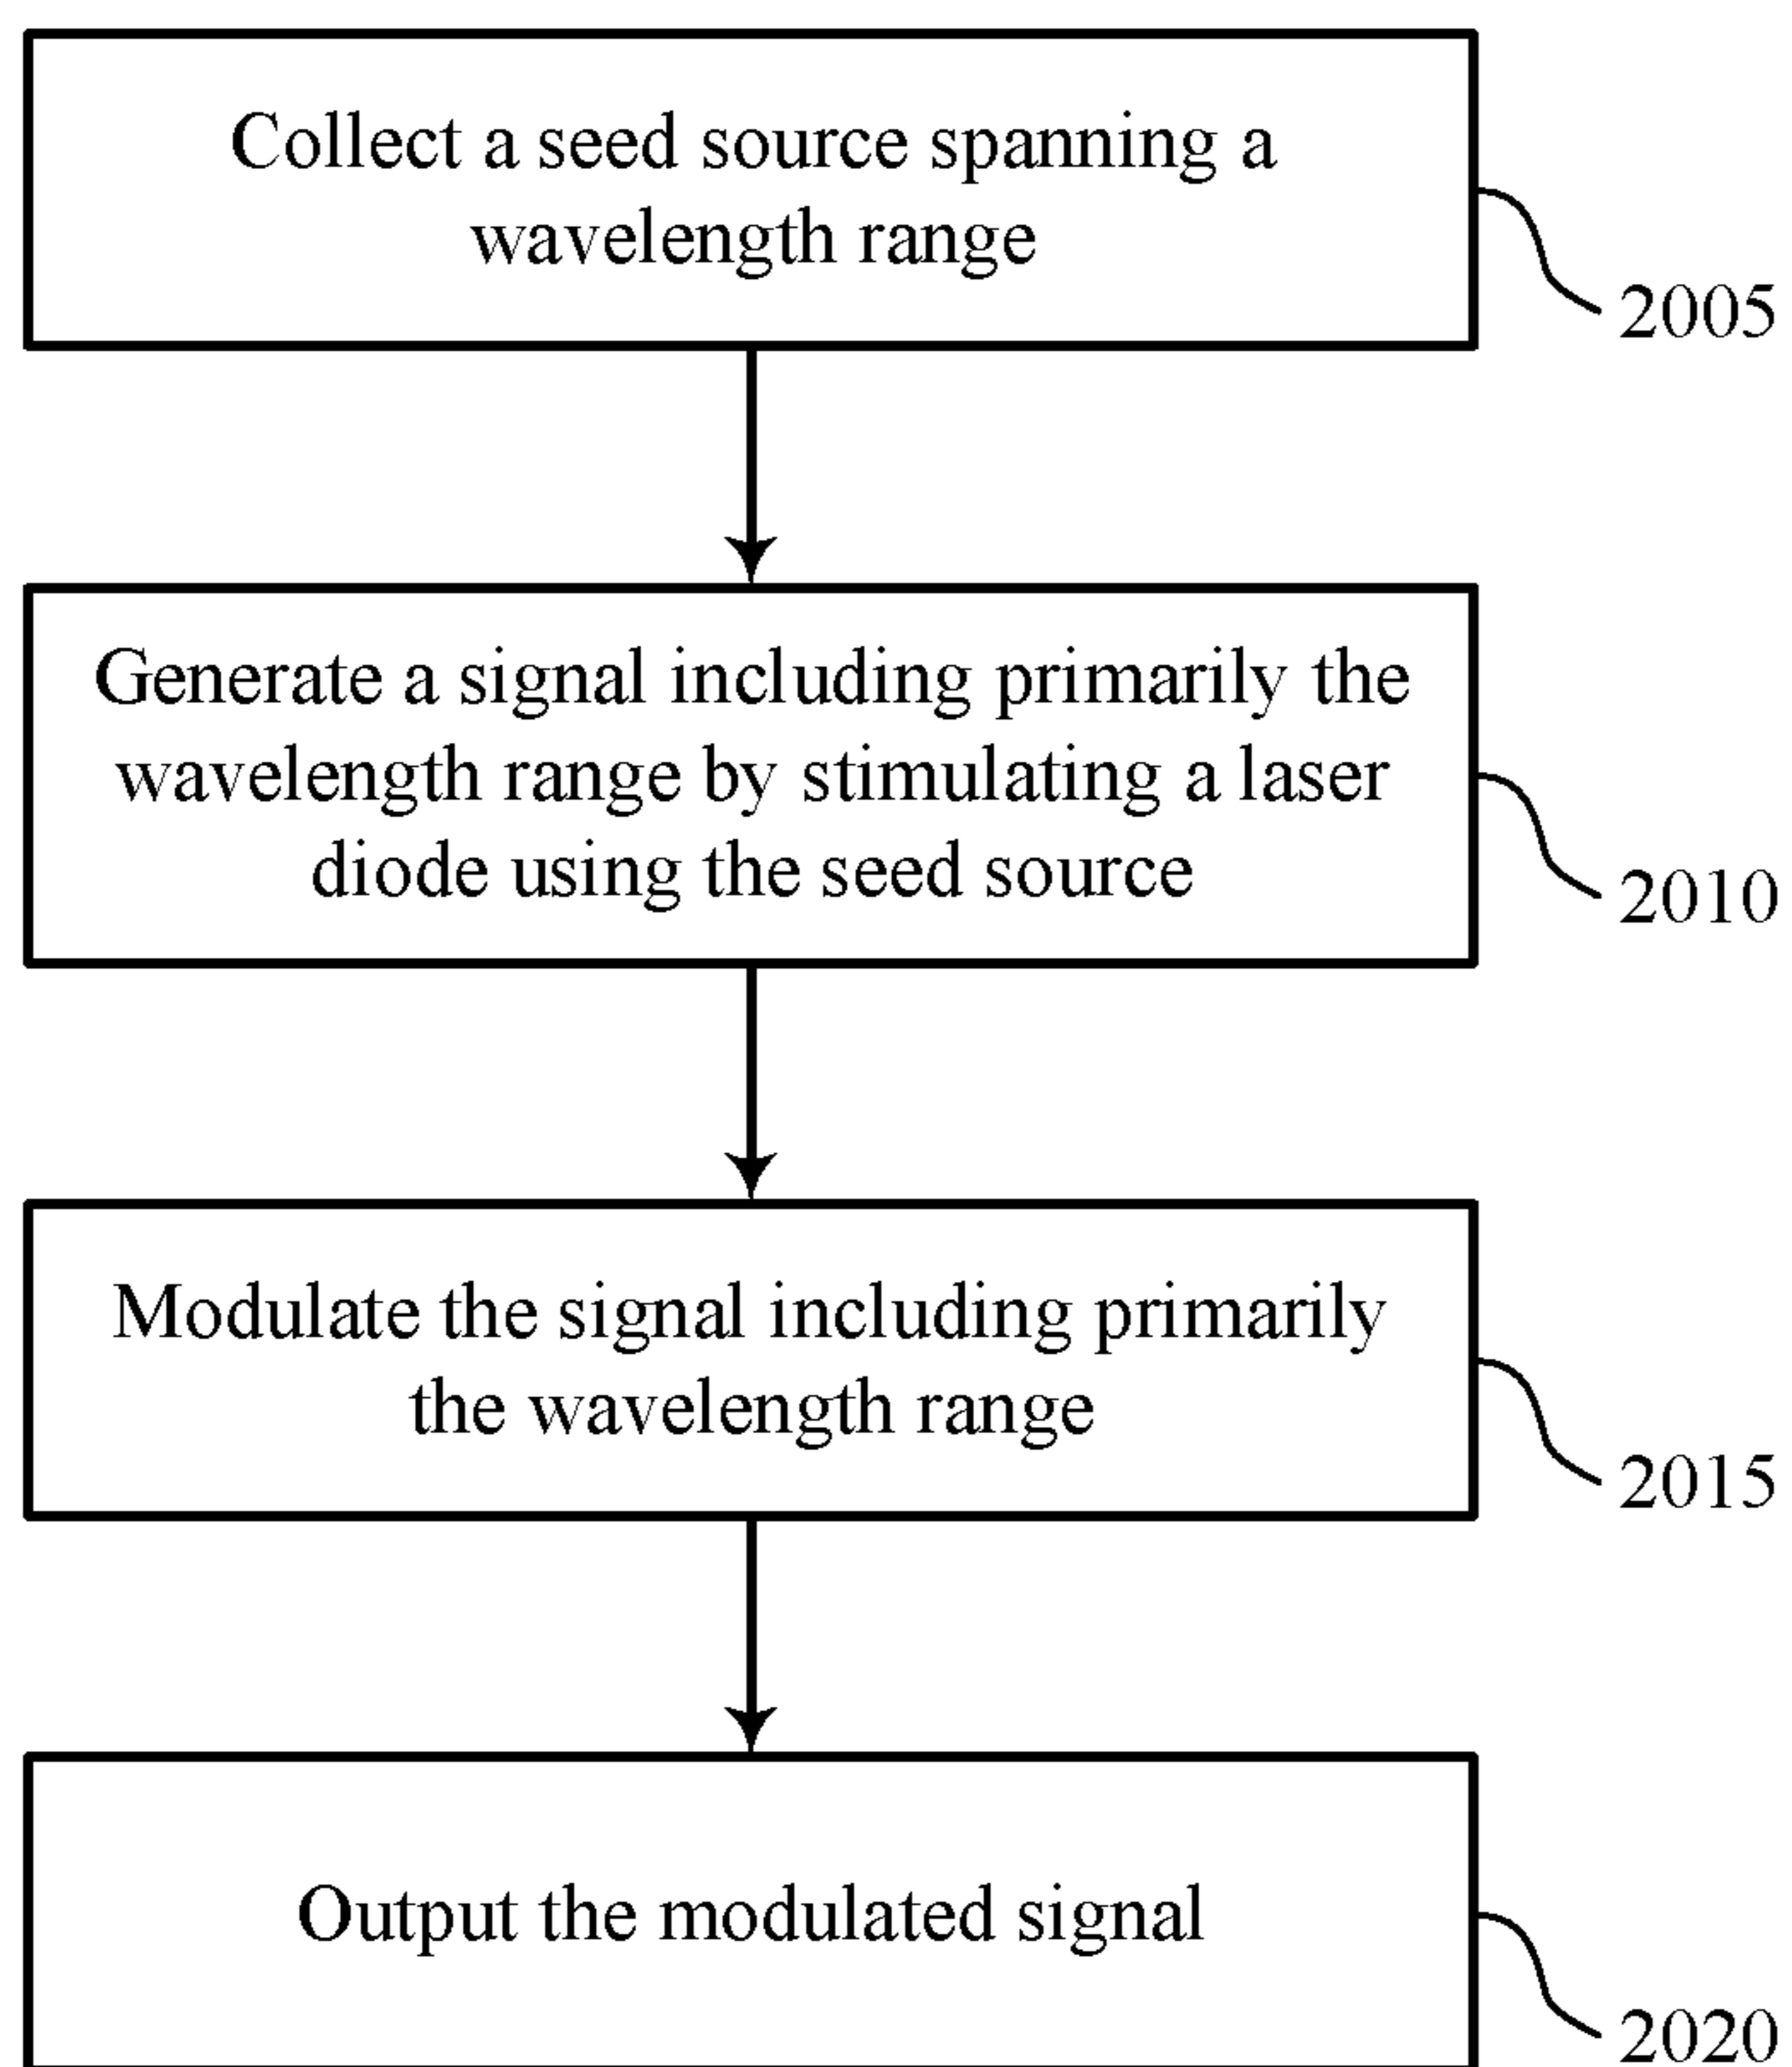 Collect a seed source spanning a
wavelength range
2005
Generate a signal including primarily the
wavelength range by stimulating a laser
diode using the seed source
2010
Modulate the signal including primarily
the wavelength range
2015
Output the modulated signal
2020